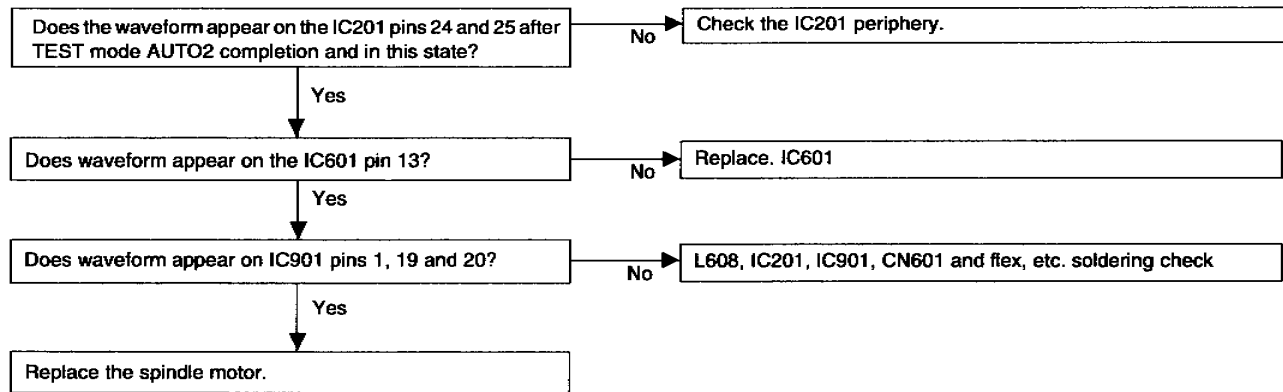 Does the waveform appear on the IC201 pins 24 and 25 after
TEST mode AUTO2 completion and in this state?
No
Check the IC201 periphery.
Yes
Does waveform appear on the IC601 pin 13?
No
Replace. IC601
Yes
Does waveform appear on IC901 pins 1, 19 and 20?
No
L608, IC201, IC901, CN601 and flex, etc. soldering check
Yes
Replace the spindle motor.